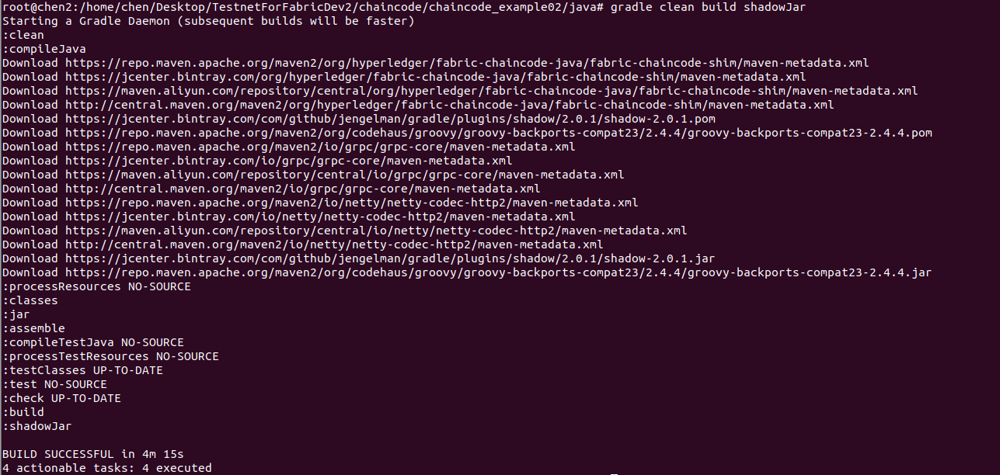 root@chen2:/home/chen/Desktop/TestnetForFabricDev2/chaincode/chaincode_example02/java# gradle clean build shadowJar
Starting a Gradle Daemon (subsequent builds will be faster)
:clean
:compileJava
Download https://repo.maven.apache.org/maven2/org/hyperledger/fabric-chaincode-java/fabric-chaincode-shim/maven-metadata.xml
Download https://jcenter.bintray.com/org/hyperledger/fabric-chaincode-java/fabric-chaincode-shim/maven-metadata.xml
Download https://maven.aliyun.com/repository/central/org/hyperledger/fabric-chaincode-java/fabric-chaincode-shim/maven-metadata.xml
Download http://central.maven.org/maven2/org/hyperledger/fabric-chaincode-java/fabric-chaincode-shim/maven-metadata.xml
Download https://jcenter.bintray.com/com/github/jengelman/gradle/plugins/shadow/2.0.1/shadow-2.0.1.pom
Download https://repo.maven.apache.org/maven2/org/codehaus/groovy/groovy-backports-compat23/2.4.4/groovy-backports-compat23-2.4.4.pom
Download https://repo.maven.apache.org/maven2/io/grpc/grpc-core/maven-metadata.xml
Download https://jcenter.bintray.com/io/grpc/grpc-core/maven-metadata.xml
Download https://maven.aliyun.com/repository/central/io/grpc/grpc-core/maven-metadata.xml
Download http://central.maven.org/maven2/io/grpc/grpc-core/maven-metadata.xml
Download https://repo.maven.apache.org/maven2/io/netty/netty-codec-http2/maven-metadata.xml
Download https://jcenter.bintray.com/io/netty/netty-codec-http2/maven-metadata.xml
Download https://maven.aliyun.com/repository/central/io/netty/netty-codec-http2/maven-metadata.xml
Download http://central.maven.org/maven2/io/netty/netty-codec-http2/maven-metadata.xml
Download https://jcenter.bintray.com/com/github/jengelman/gradle/plugins/shadow/2.0.1/shadow-2.0.1.jar
Download https://repo.maven.apache.org/maven2/org/codehaus/groovy/groovy-backports-compat23/2.4.4/groovy-backports-compat23-2.4.4.jar
:processResources NO-SOURCE
:classes
:jar
:assemble
:compileTestJava NO-SOURCE
:processTestResources NO-SOURCE
:testClasses UP-TO-DATE
:test NO-SOURCE
:check UP-TO-DATE
:build
:shadowJar
BUILD SUCCESSFUL in 4m 15s
4 actionable tasks: 4 executed